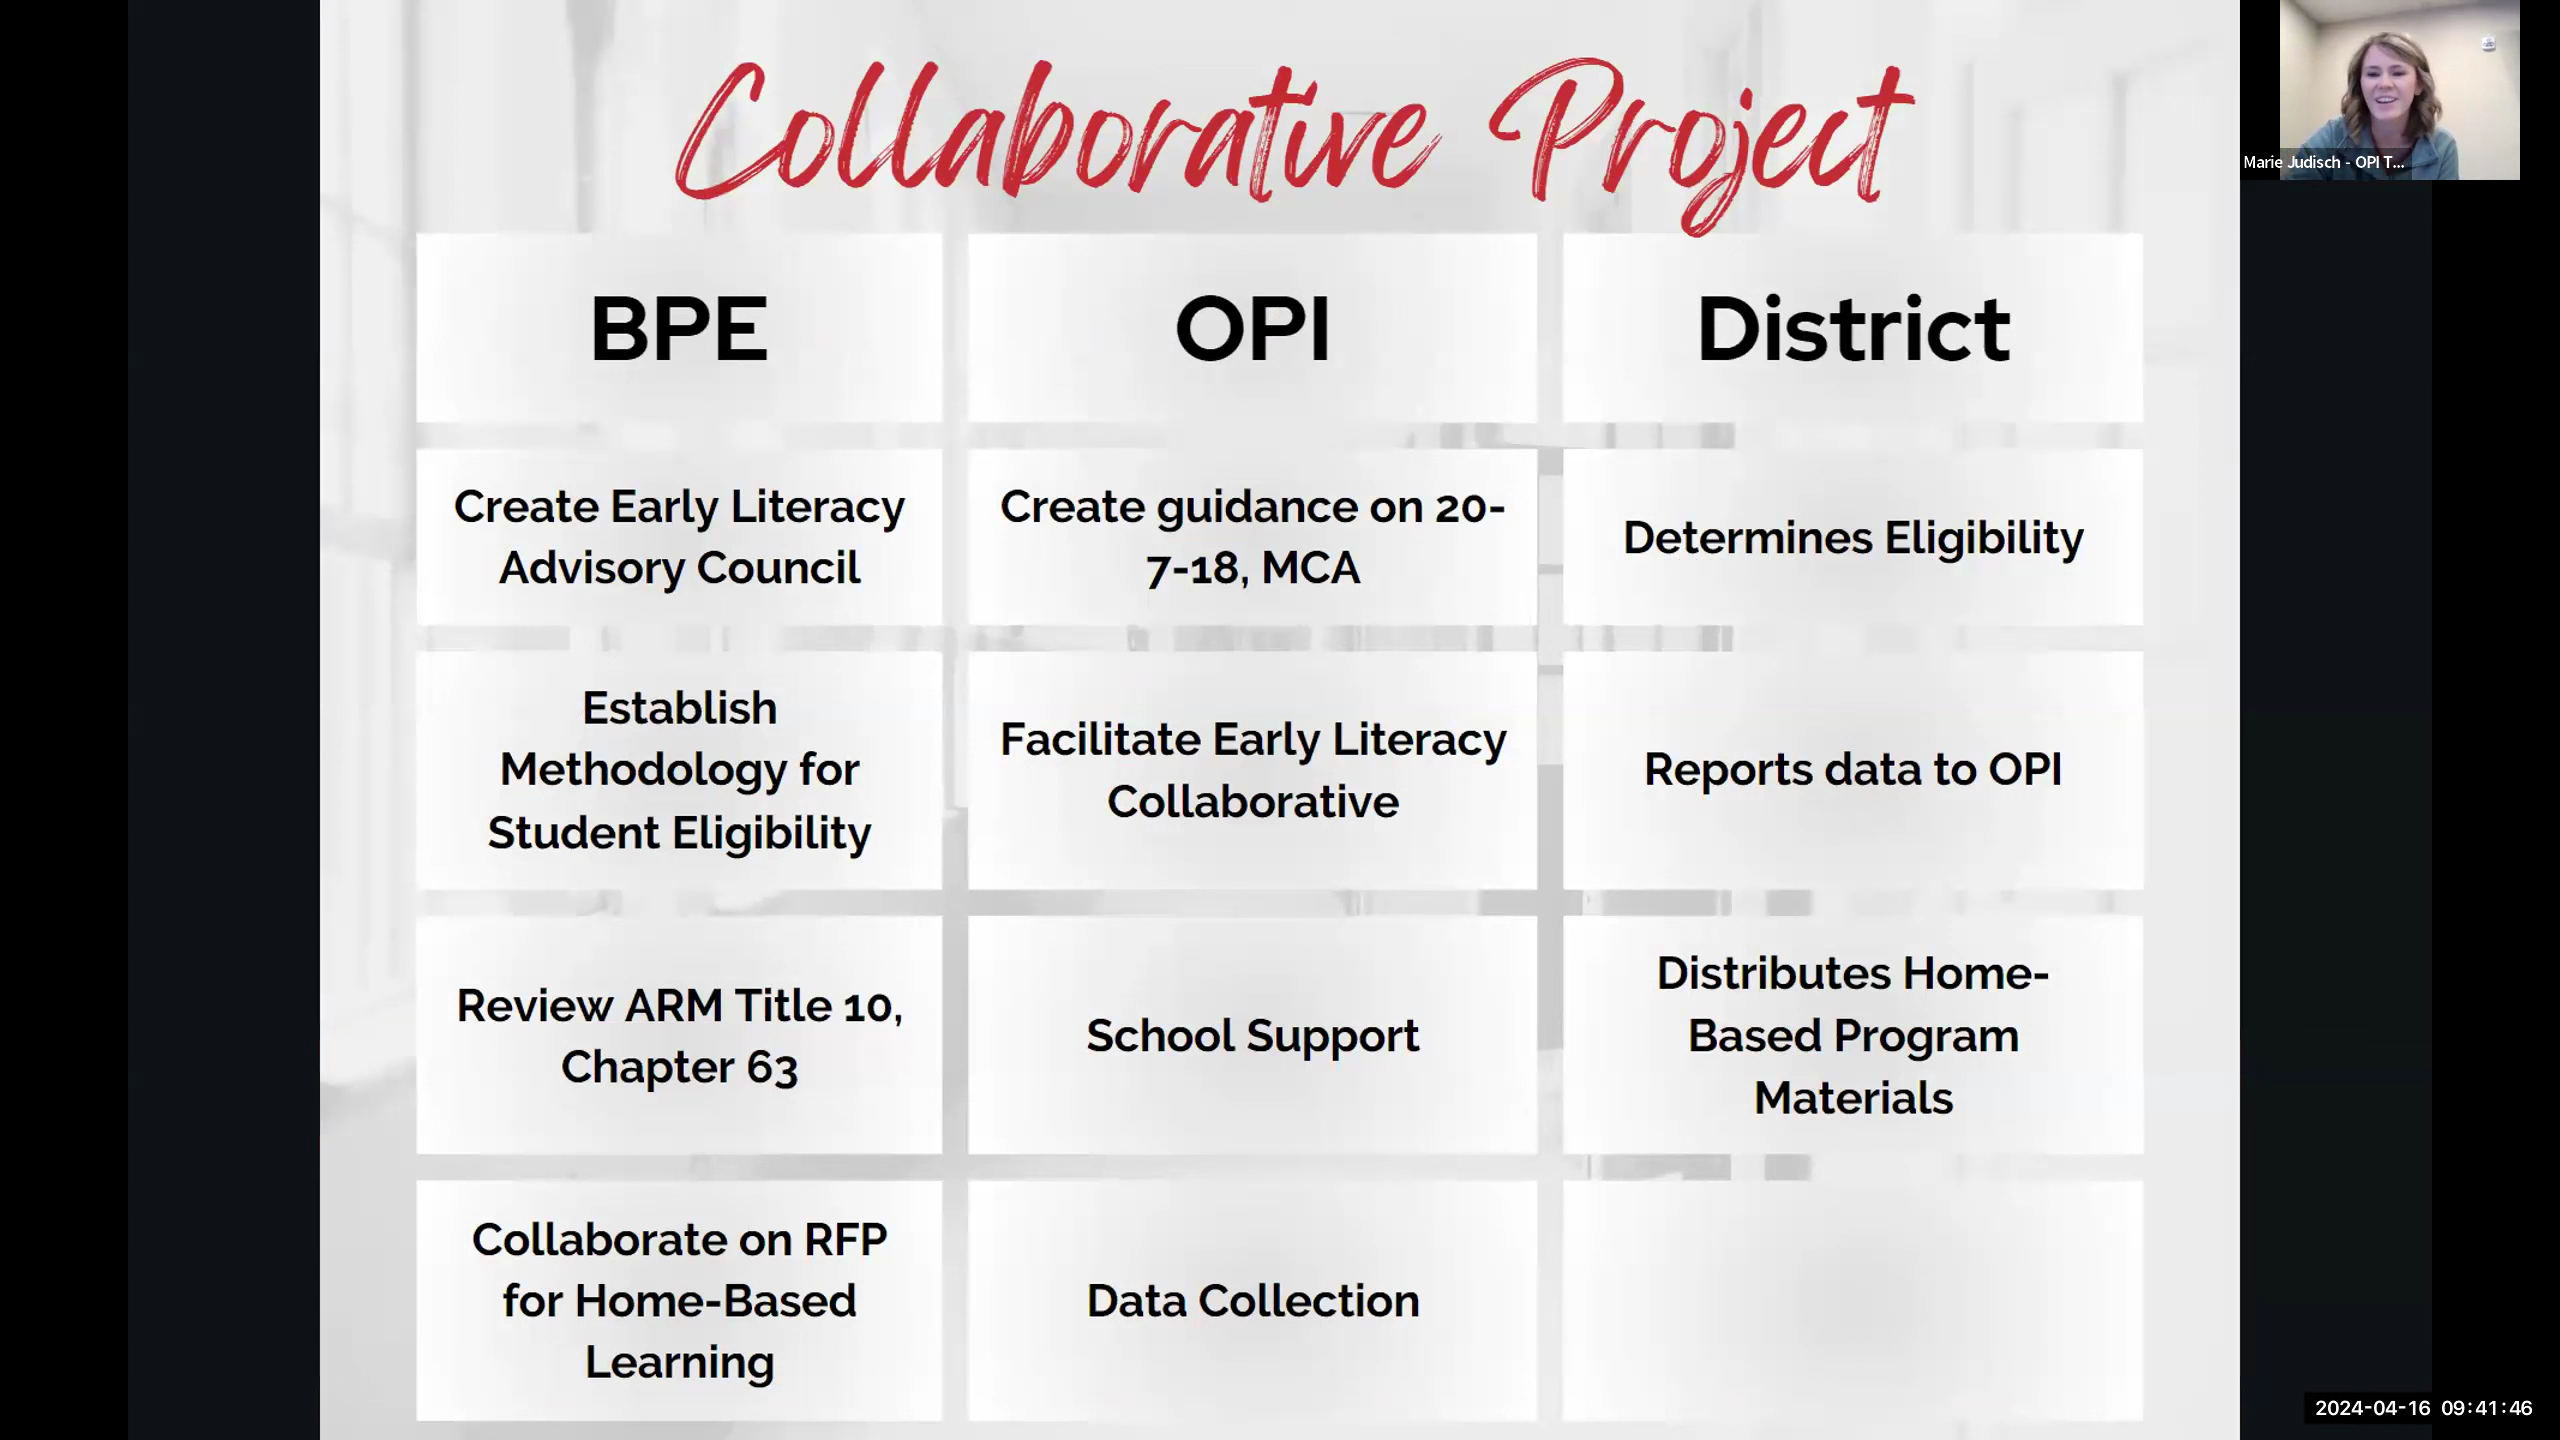 Collaborative Project
Marie Judisch - OPI T...
BPE
OPI
District
Create Early Literacy
Advisory Council
Create guidance on 20-
7-18, MCA
Determines Eligibility
Establish
Methodology for
Student Eligibility
Facilitate Early Literacy
Collaborative
Reports data to OPI
Review ARM Title 10,
Chapter 63
School Support
Distributes Home-
Based Program
Materials
Collaborate on RFP
for Home-Based
Learning
Data Collection
2024-04-16 09:41:46